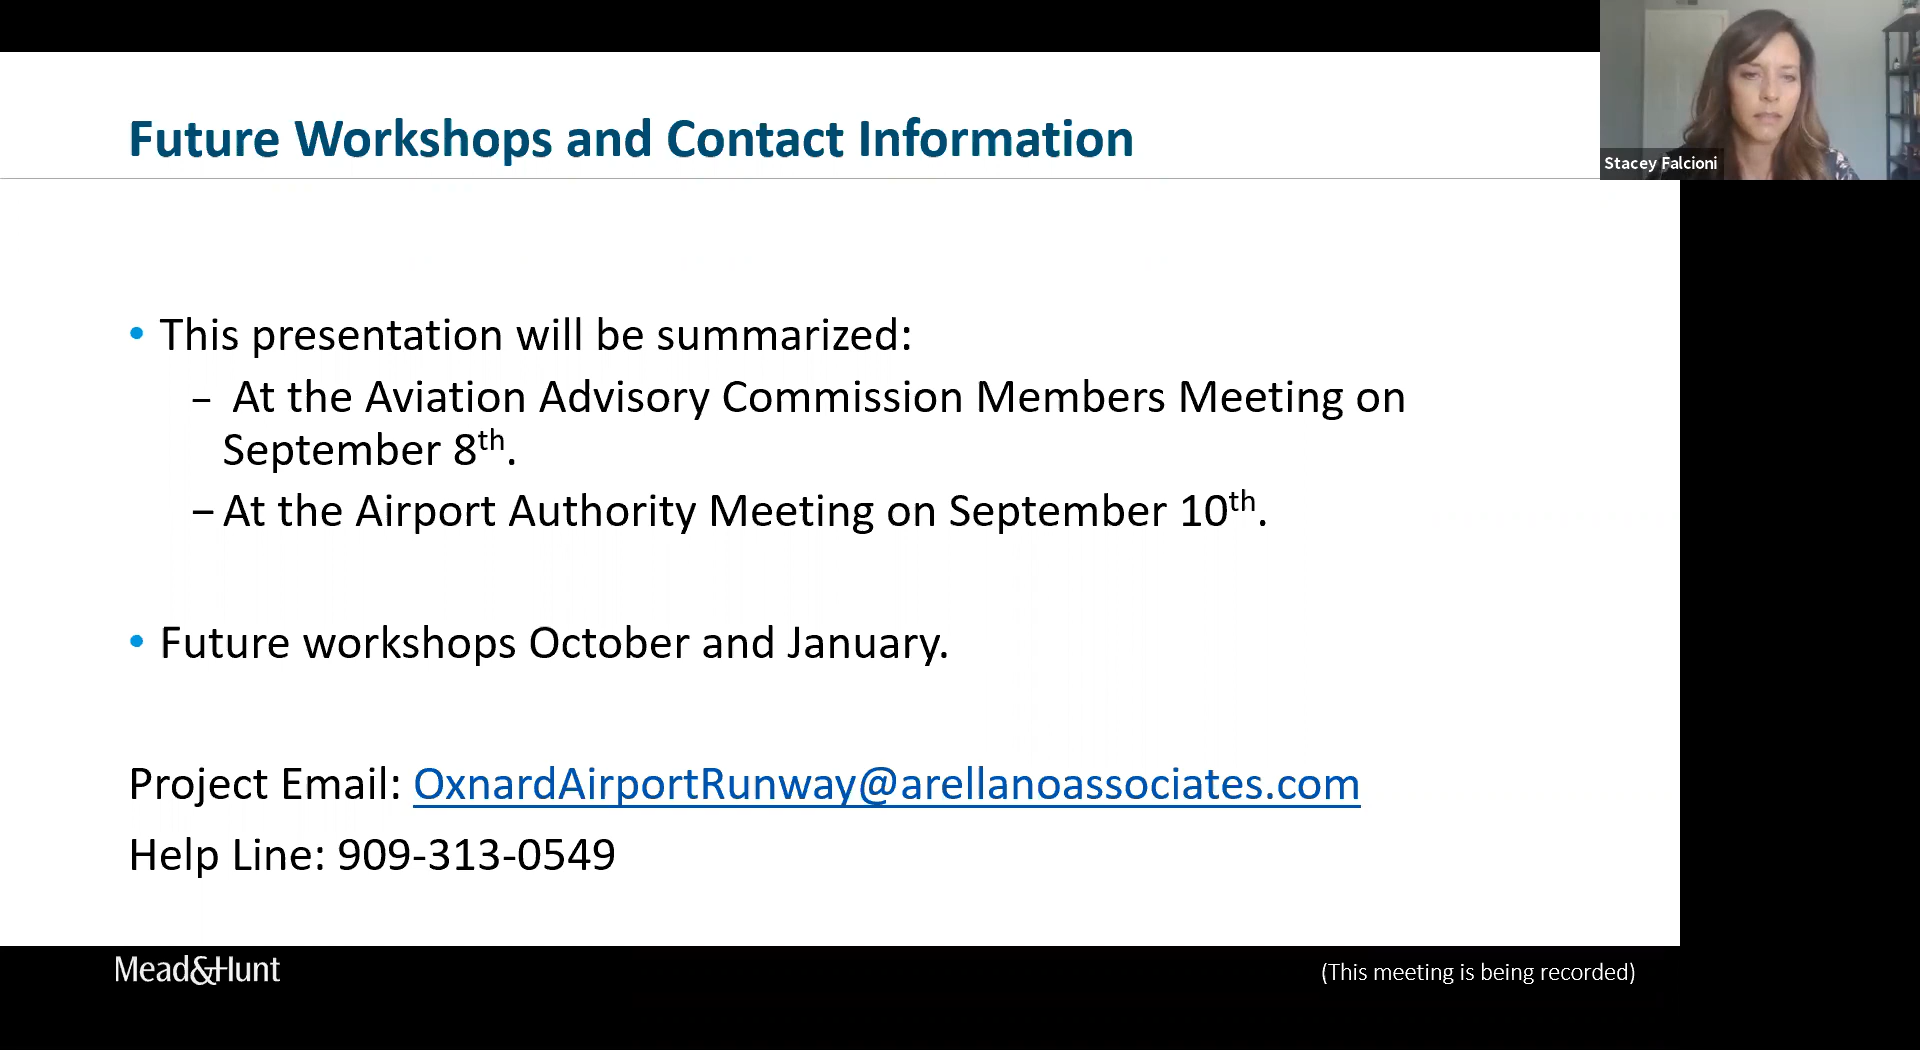 Future Workshops and Contact Information
Stacey Falcioni
• This presentation will be summarized:
– At the Aviation Advisory Commission Members Meeting on
September 8th.
– At the Airport Authority Meeting on September 10th.
• Future workshops October and January.
Project Email: OxnardAirportRunway@arellanoassociates.com
Help Line: 909-313-0549
Mead&Hunt
(This meeting is being recorded)